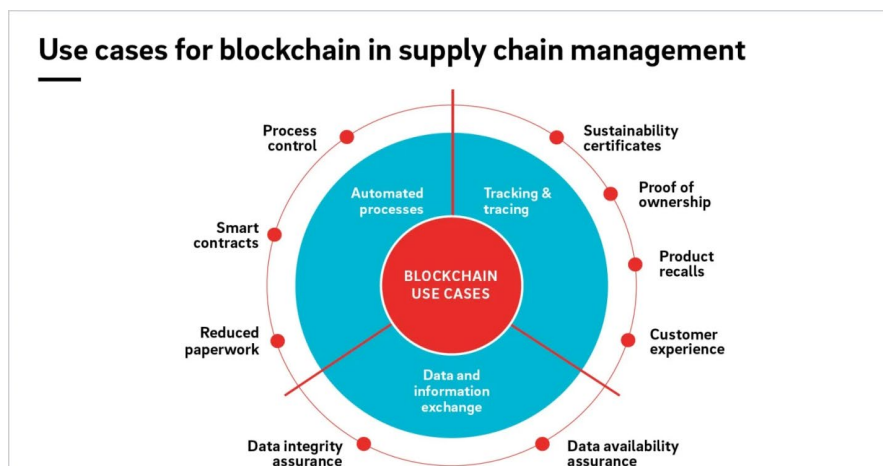 Use cases for blockchain in supply chain management
Process
control
Sustainability
certificates
Automated
processes
Tracking &
tracing
Proof of
ownership
Smart
contracts
Product
recalls
BLOCKCHAIN
USE CASES
Reduced
paperwork
Customer
experience
Data and
information
exchange
Data integrity
assurance
Data availability
assurance